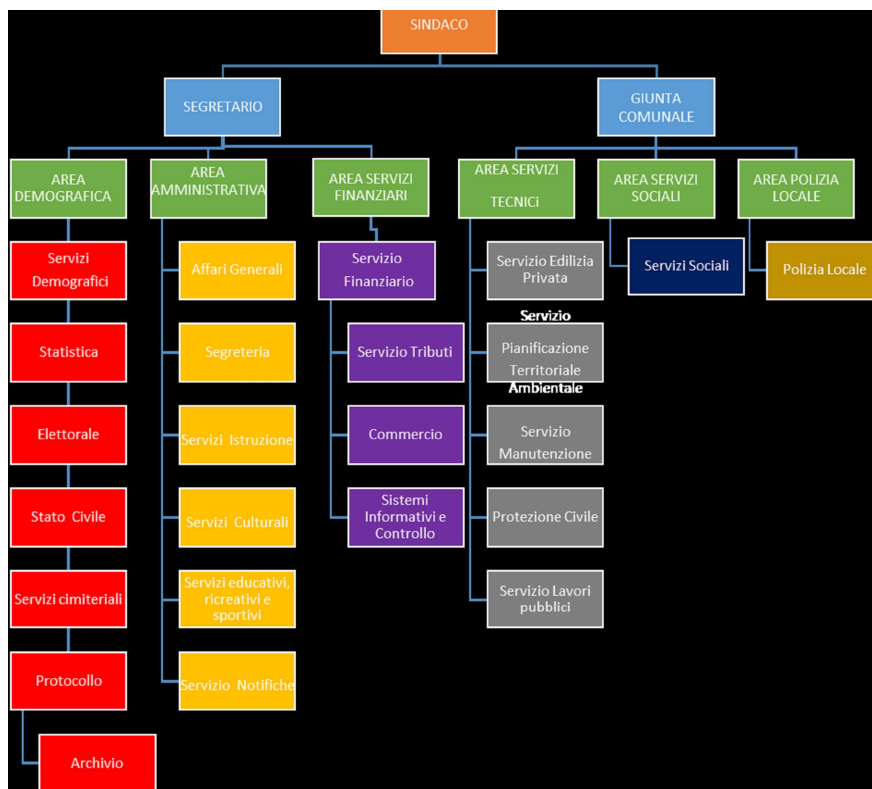 SINDACO
SEGRETARIO
GIUNTA
COMUNALE
AREA
DEMOGRAFICA
AREA
AMMINISTRATIVA
AREA SERVIZI
FINANZIARI
AREA SERVIZI
TECNICi
AREA SERVIZI
SOCIALI
AREA POLIZIA
LOCALE
Servizi
Demografici
Statistica
Elettorale
Stato Civile
Servizi cimiteriali
Protocollo
Archivio
Affari Generali
Segreteria
Servizi Istruzione
Servizi Culturali
Servizi educativi,
ricreativi e
sportivi
Servizio Notifiche
Servizio
Finanziario
Servizio Tributi
Commercio
Sistemi
Informativi e
Controllo
Servizio Edilizia
Privata
Servizio
Pianificazione
Territoriale
Ambientale
Servizio
Manutenzione
Protezione Civile
Servizio Lavori
pubblici
Servizi Sociali
Polizia Locale